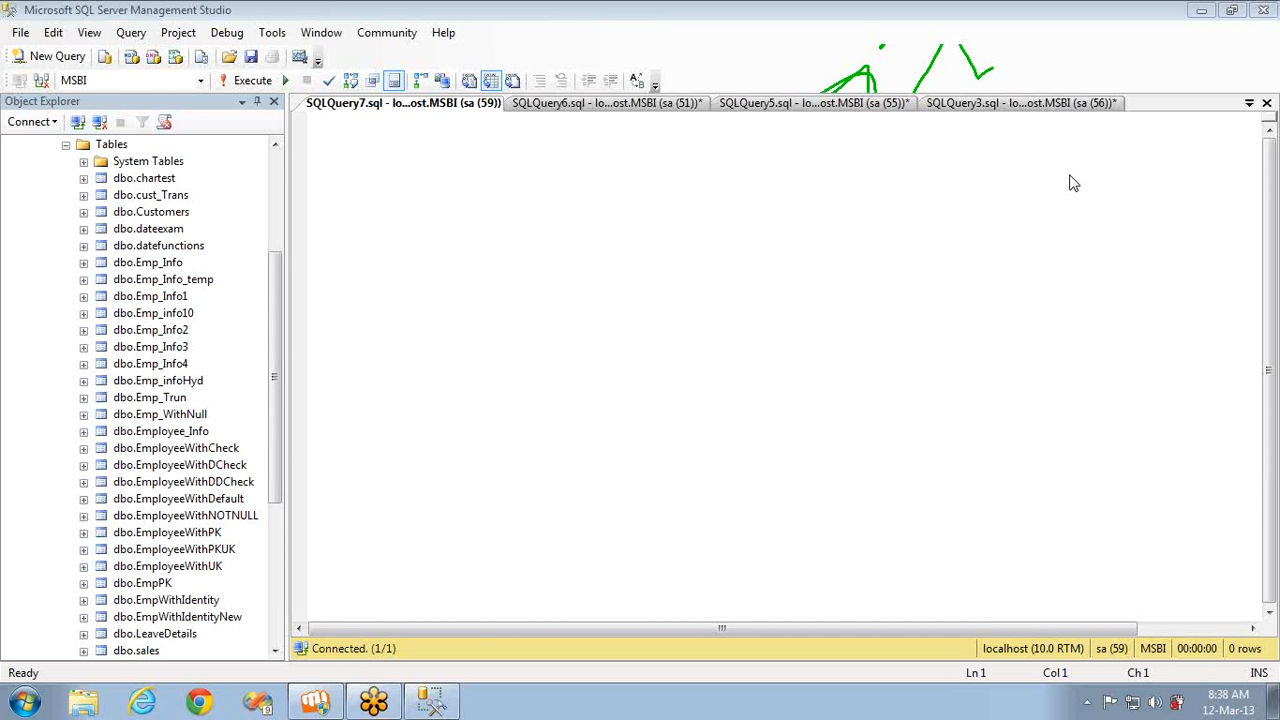 Microsoft SQL Server Management Studio
File Edit View Query Project Debug Tools Window Community Help
New Query
MSBI Execute
Object Explorer
SQLQuery7.sql - lo...ost.MSBI (sa (59)) SQLQuery6.sql - lo...ost.MSBI (sa (51))* SQLQuery5.sql - lo...ost.MSBI (sa (55))* SQLQuery3.sql - lo...ost.MSBI (sa (56))*
Connect
Tables
System Tables
dbo.chartest
dbo.cust_Trans
dbo.Customers
dbo.dateexam
dbo.datefunctions
dbo.Emp_Info
dbo.Emp_Info_temp
dbo.Emp_Info1
dbo.Emp_info10
dbo.Emp_Info2
dbo.Emp_Info3
dbo.Emp_Info4
dbo.Emp_infoHyd
dbo.Emp_Trun
dbo.Emp_WithNull
dbo.Employee_Info
dbo.EmployeeWithCheck
dbo.EmployeeWithDCheck
dbo.EmployeeWithDDCheck
dbo.EmployeeWithDefault
dbo.EmployeeWithNOTNULL
dbo.EmployeeWithPK
dbo.EmployeeWithPKUK
dbo.EmployeeWithUK
dbo.EmpPK
dbo.EmpWithIdentity
dbo.EmpWithIdentityNew
dbo.LeaveDetails
dbo.sales
Connected. (1/1) localhost (10.0 RTM) sa (59) MSBI 00:00:00 0 rows
Ready Ln 1 Col 1 Ch 1 INS
8:38 AM
12-Mar-13